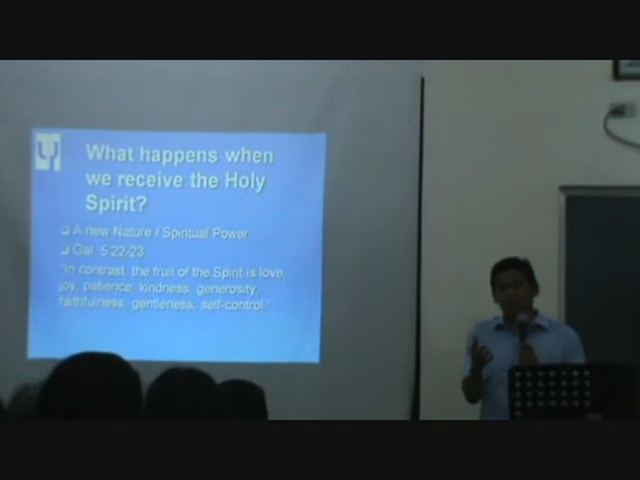 What happens when
we receive the Holy
Spirit?
A new Nature / Spiritual Power
Gal. 5:22-23
"In contrast, the fruit of the Spirit is love,
joy, patience, kindness, generosity,
faithfulness, gentleness, self-control."